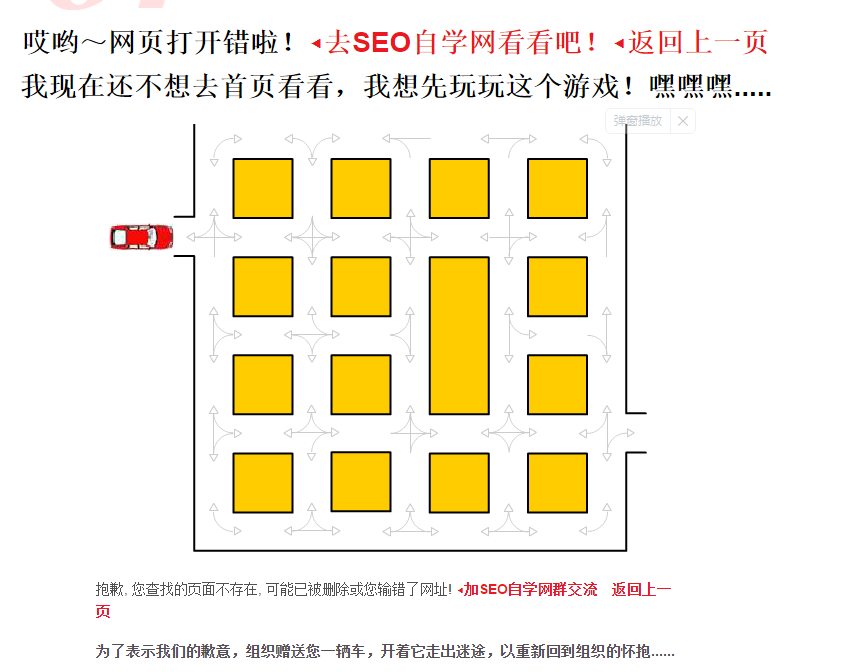 哎哟～网页打开错啦！◂去SEO自学网看看吧！◂返回上一页
我现在还不想去首页看看，我想先玩玩这个游戏！嘿嘿嘿.....
弹窗播放
抱歉, 您查找的页面不存在, 可能已被删除或您输错了网址! ◂加SEO自学网群交流 返回上一
页
为了表示我们的歉意，组织赠送您一辆车，开着它走出迷途，以重新回到组织的怀抱......